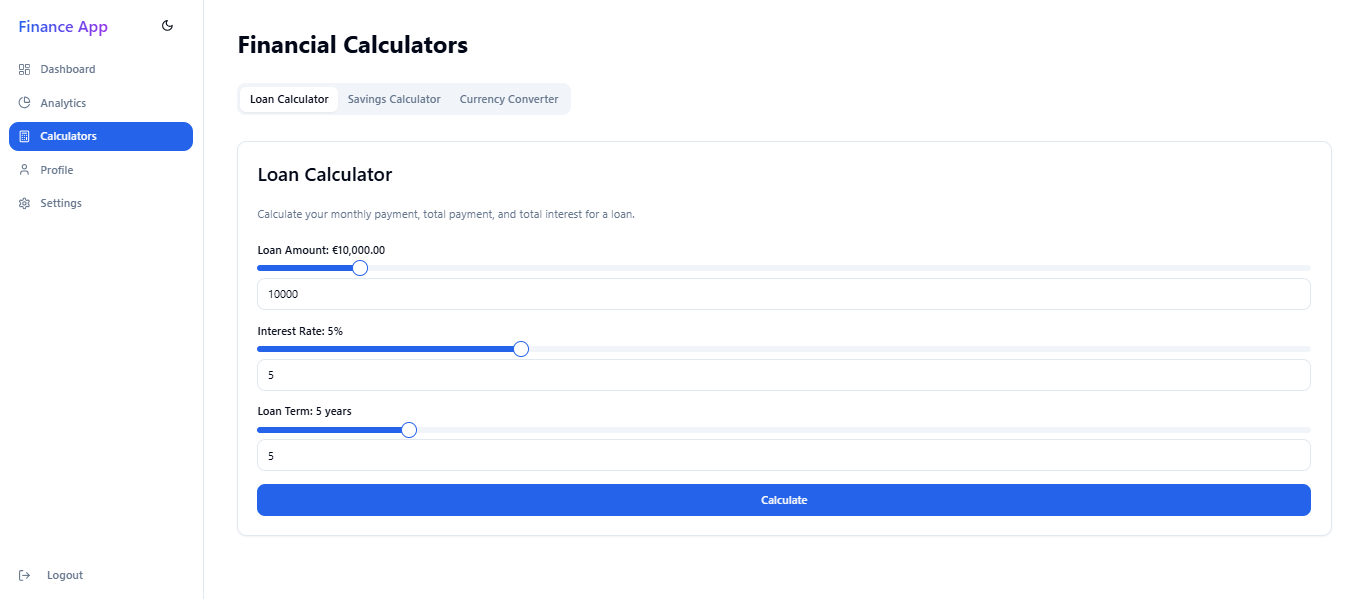 Finance App
Dashboard
Analytics
Calculators
Profile
Settings
Logout
Financial Calculators
Loan Calculator Savings Calculator Currency Converter
Loan Calculator
Calculate your monthly payment, total payment, and total interest for a loan.
Loan Amount: €10,000.00
10000
Interest Rate: 5%
5
Loan Term: 5 years
5
Calculate